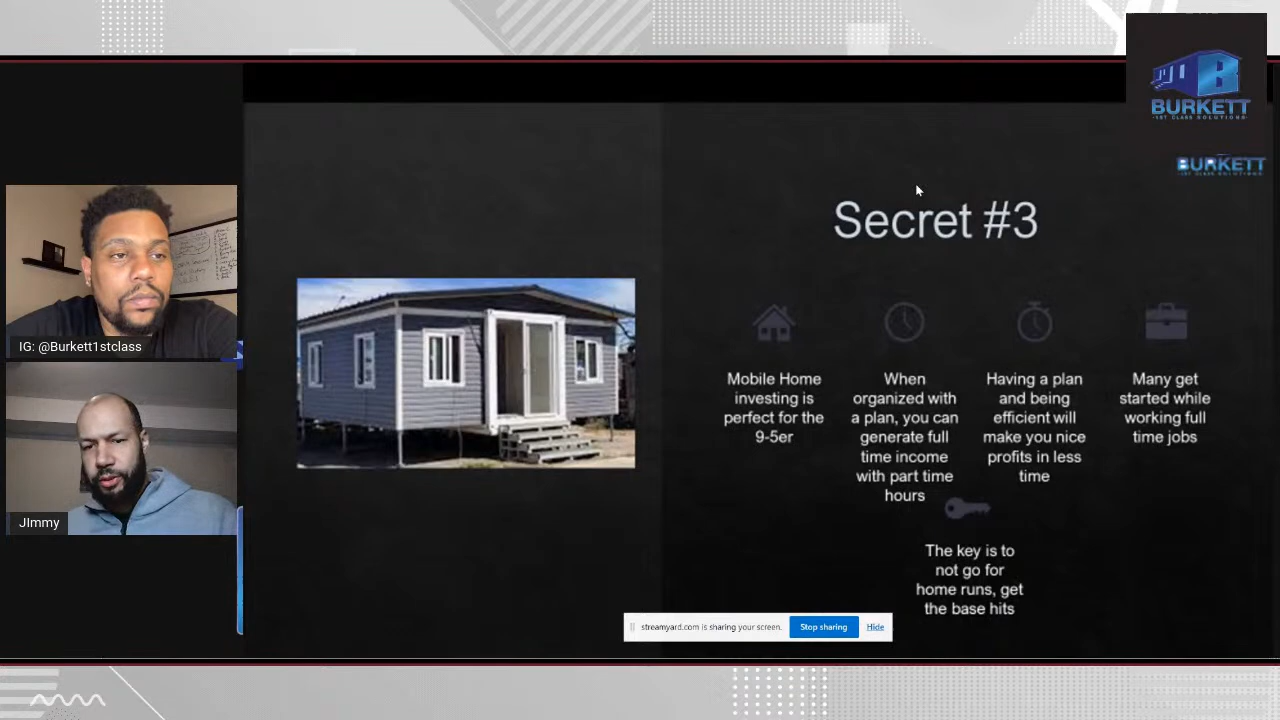 BURKETT
1ST CLASS SOLUTIONS
BURKETT
1ST CLASS SOLUTIONS
Secret #3
Mobile Home
investing is
perfect for the
9-5er
When
organized with
a plan, you can
generate full
time income
with part time
hours
Having a plan
and being
efficient will
make you nice
profits in less
time
Many get
started while
working full
time jobs
The key is to
not go for
home runs, get
the base hits
IG: @Burkett1stclass
JImmy
streamyard.com is sharing your screen.
Stop sharing
Hide